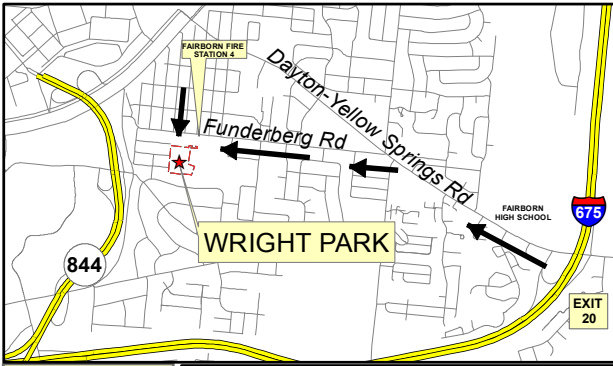 FAIRBORN FIRE
STATION 4
Dayton-Yellow Springs Rd
Funderberg Rd
FAIRBORN
HIGH SCHOOL
675
WRIGHT PARK
844
EXIT
20